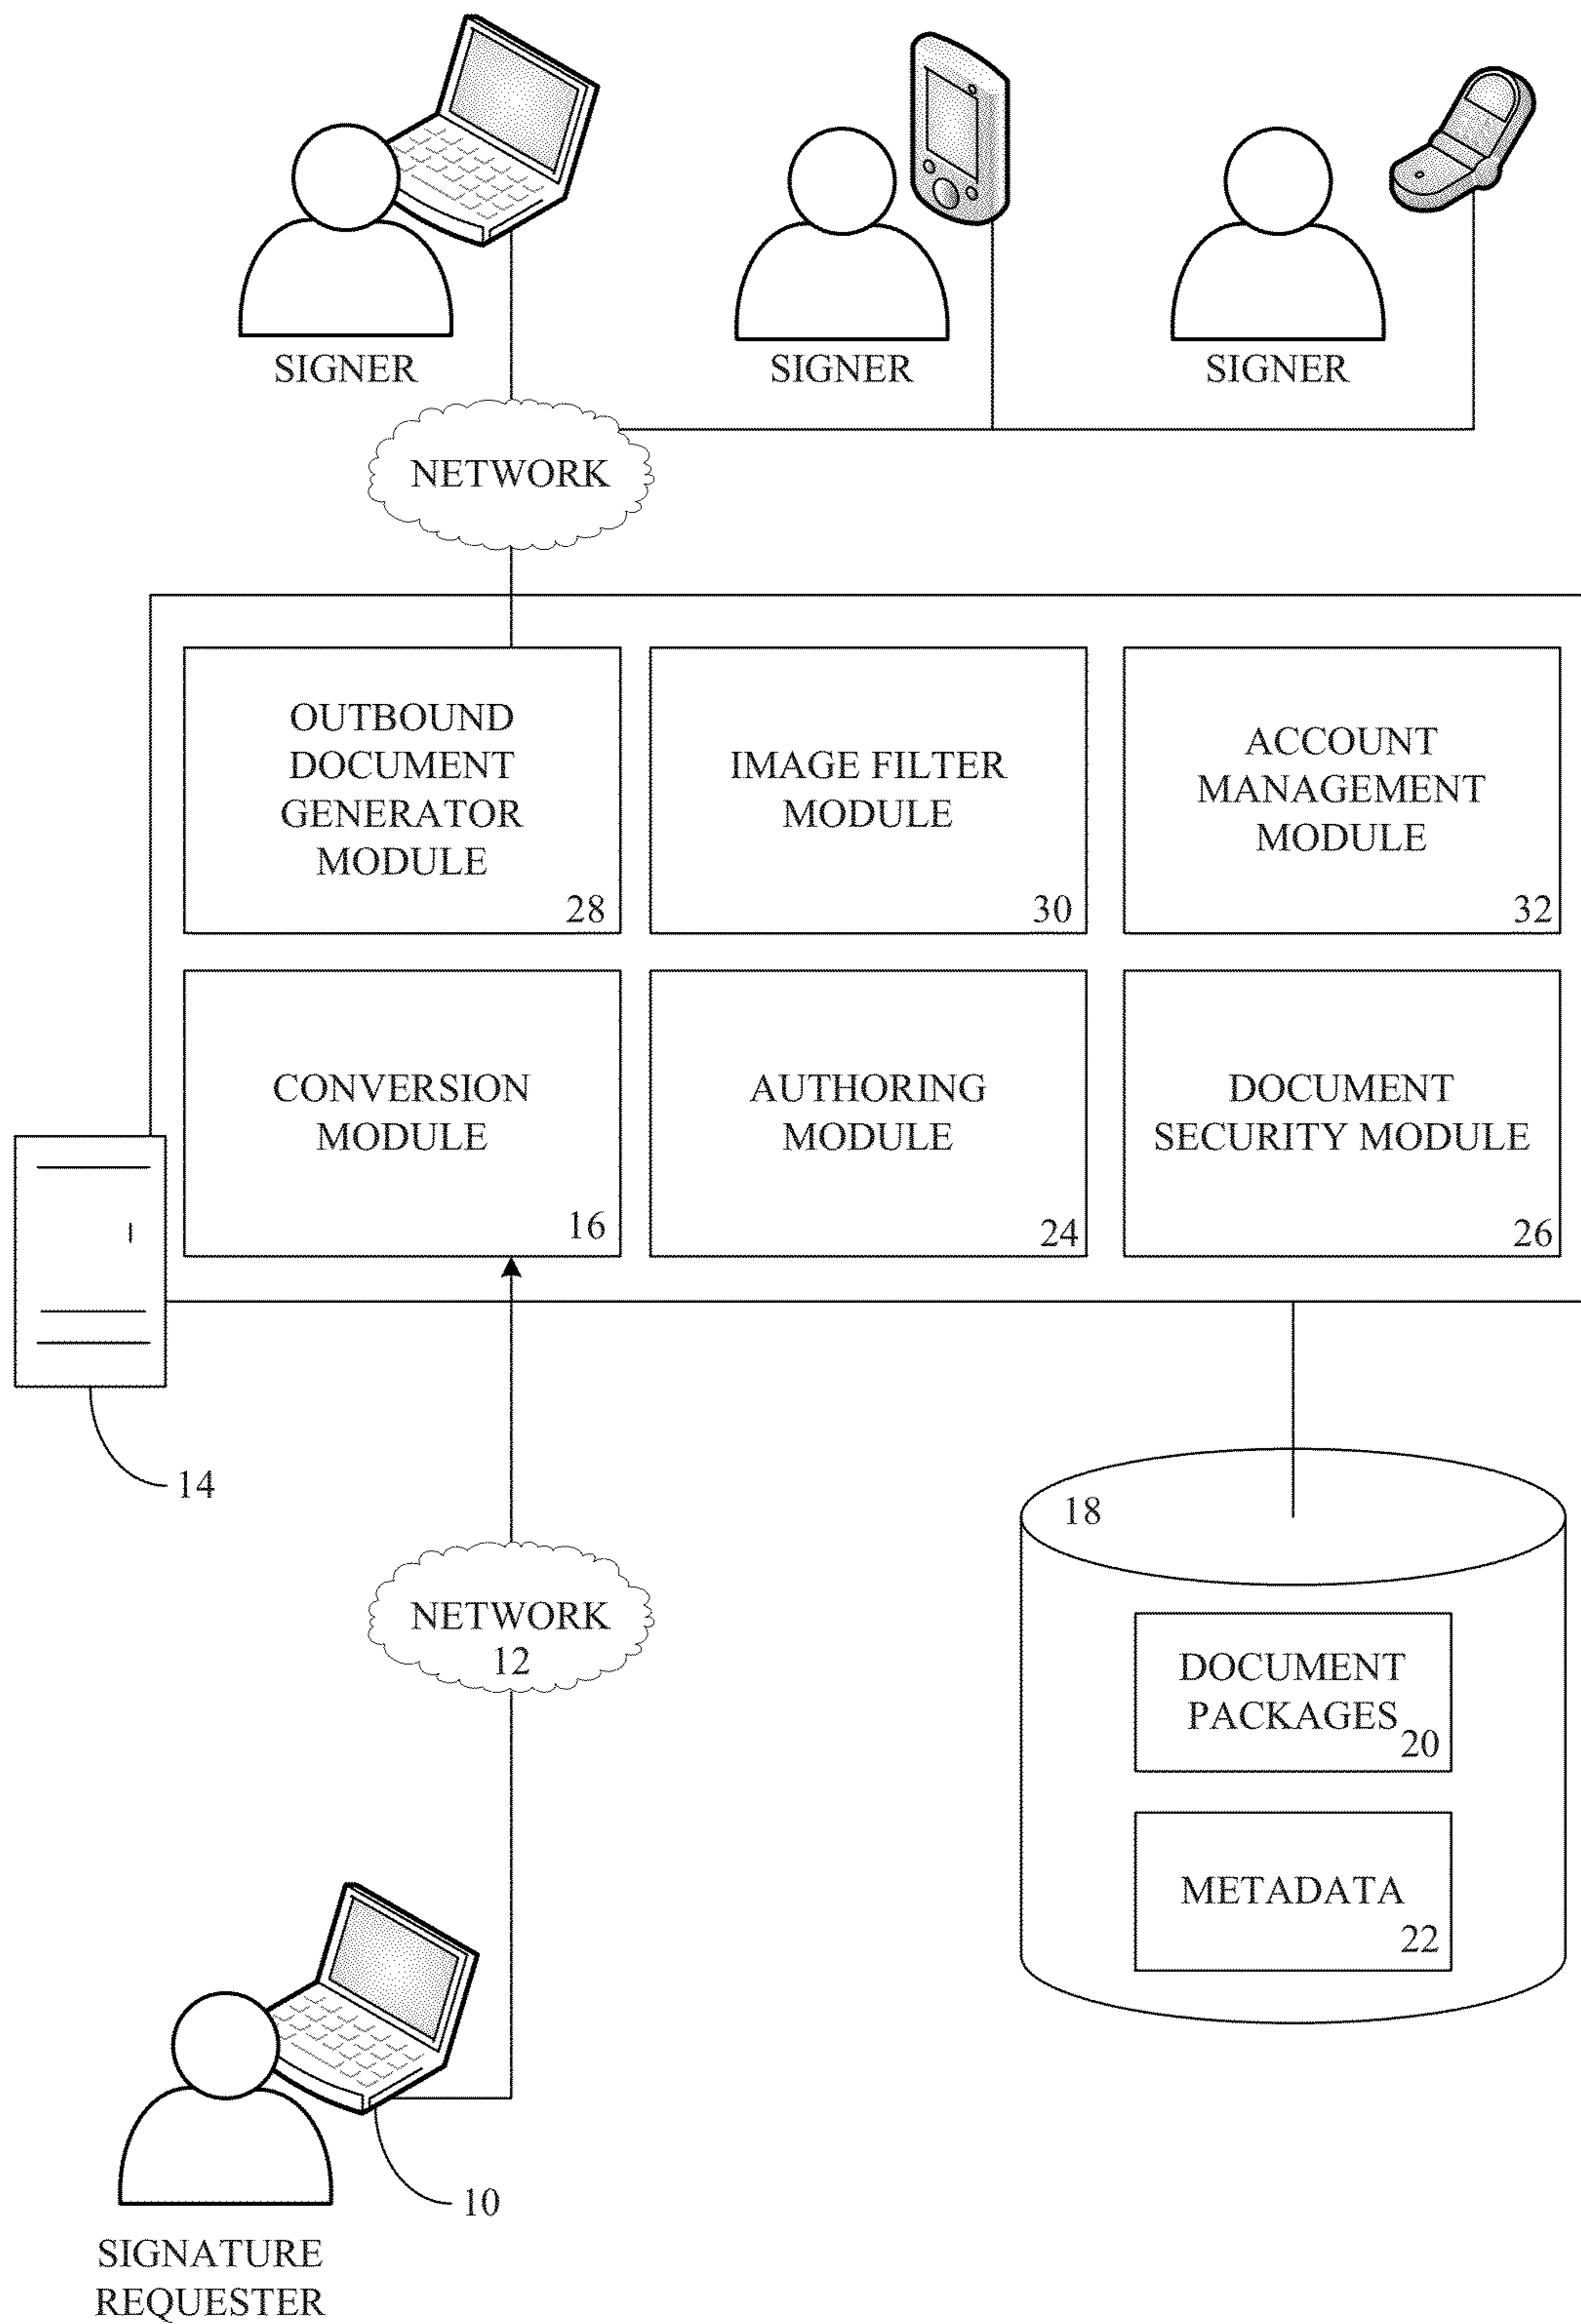 SIGNER
SIGNER
SIGNER
NETWORK
OUTBOUND
DOCUMENT
GENERATOR
MODULE
28
IMAGE FILTER
MODULE
30
ACCOUNT
MANAGEMENT
MODULE
32
CONVERSION
MODULE
16
AUTHORING
MODULE
24
DOCUMENT
SECURITY MODULE
26
14
18
NETWORK
12
DOCUMENT
PACKAGES
20
METADATA
22
10
SIGNATURE
REQUESTER